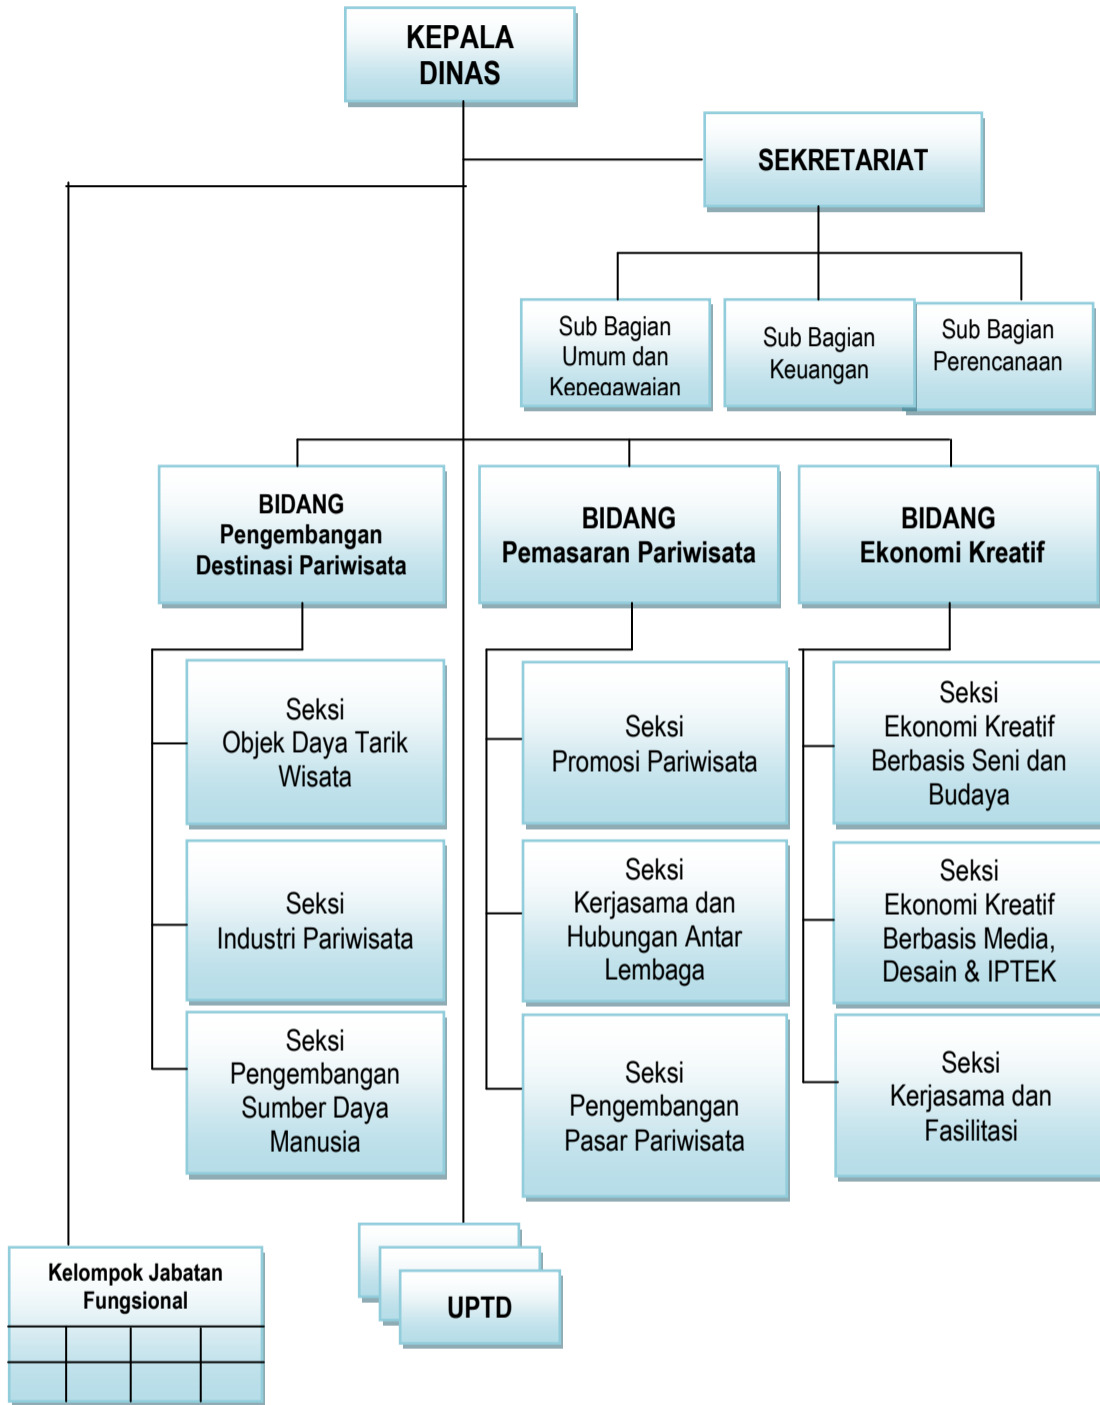 KEPALA
DINAS
SEKRETARIAT
Sub Bagian
Umum dan
Kepegawaian
Sub Bagian
Keuangan
Sub Bagian
Perencanaan
BIDANG
Pengembangan
Destinasi Pariwisata
BIDANG
Pemasaran Pariwisata
BIDANG
Ekonomi Kreatif
Seksi
Objek Daya Tarik
Wisata
Seksi
Industri Pariwisata
Seksi
Pengembangan
Sumber Daya
Manusia
Seksi
Promosi Pariwisata
Seksi
Kerjasama dan
Hubungan Antar
Lembaga
Seksi
Pengembangan
Pasar Pariwisata
Seksi
Ekonomi Kreatif
Berbasis Seni dan
Budaya
Seksi
Ekonomi Kreatif
Berbasis Media,
Desain & IPTEK
Seksi
Kerjasama dan
Fasilitasi
Kelompok Jabatan
Fungsional
UPTD